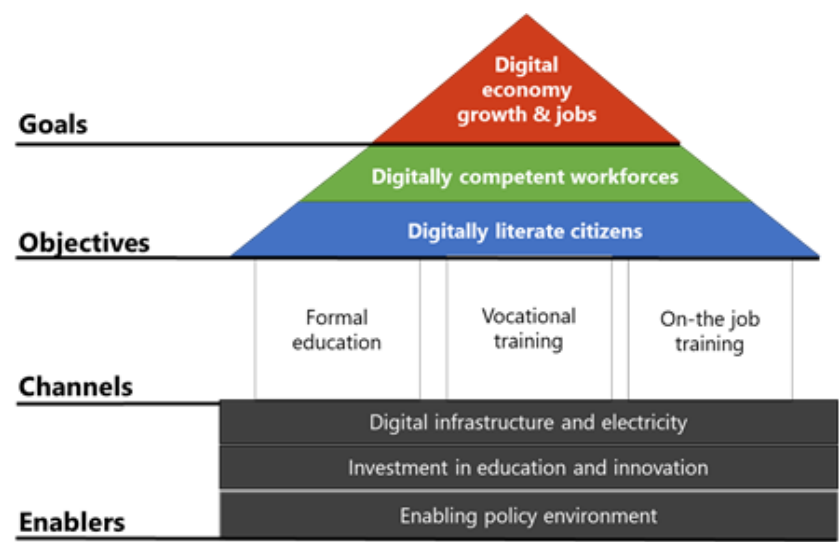 Digital
economy
growth & jobs
Goals
Digitally competent workforces
Digitally literate citizens
Objectives
Formal
education
Vocational
training
On-the job
training
Channels
Digital infrastructure and electricity
Investment in education and innovation
Enabling policy environment
Enablers